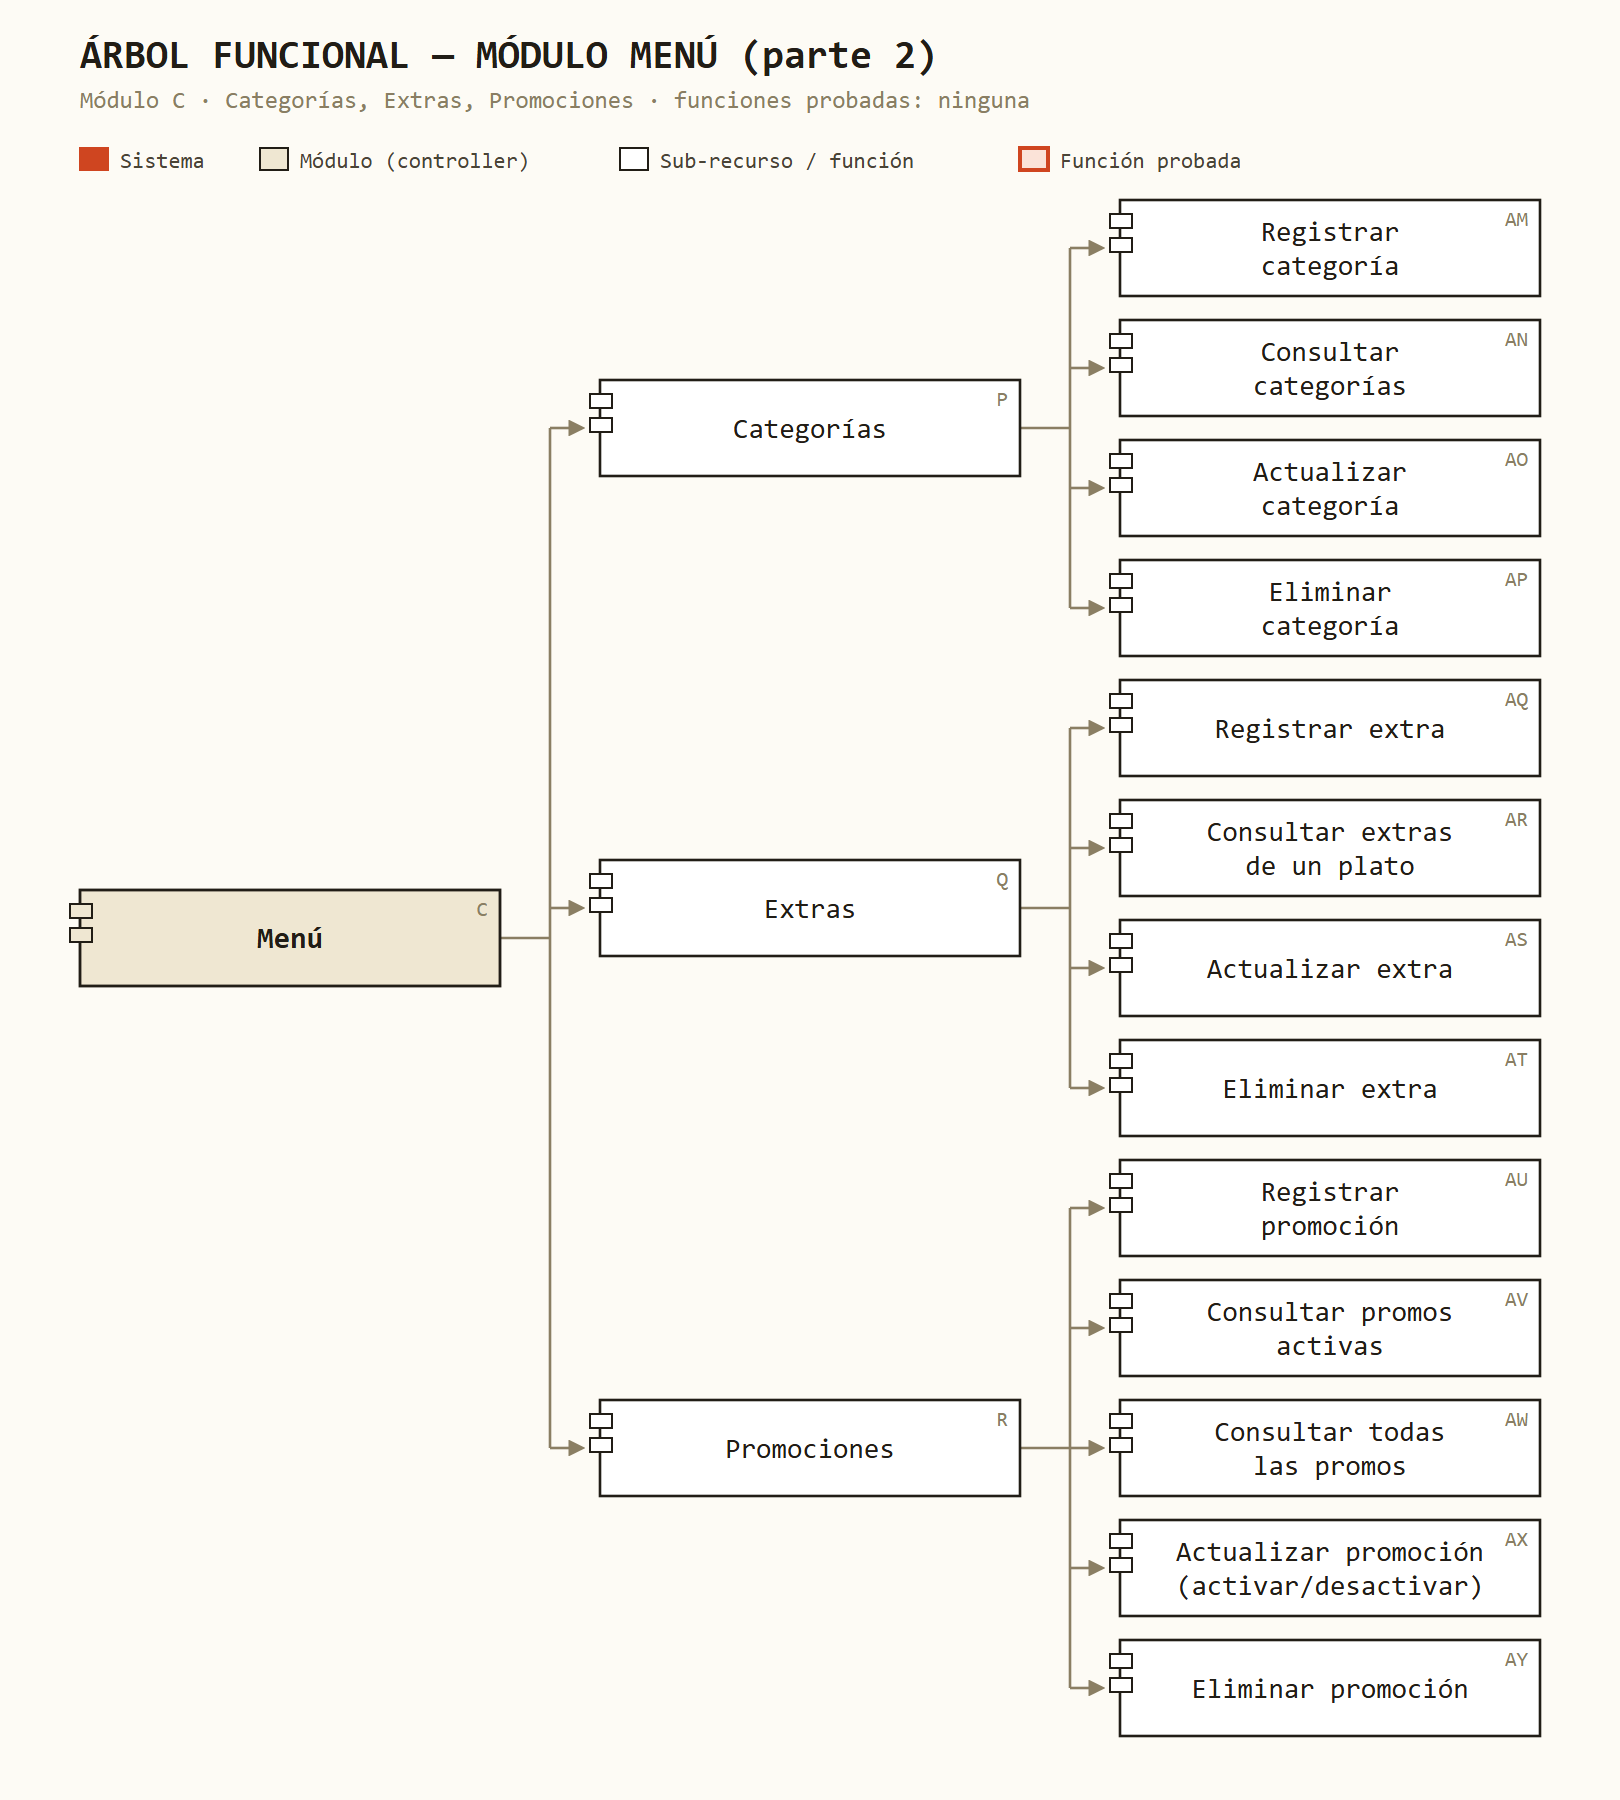 ÁRBOL FUNCIONAL — MÓDULO MENÚ (parte 2)
Módulo C · Categorías, Extras, Promociones · funciones probadas: ninguna
Sistema
Módulo (controller)
Sub-recurso / función
Función probada
C
Menú
P
Categorías
AM
Registrar
categoría
AN
Consultar
categorías
AO
Actualizar
categoría
AP
Eliminar
categoría
Q
Extras
AQ
Registrar extra
AR
Consultar extras
de un plato
AS
Actualizar extra
AT
Eliminar extra
R
Promociones
AU
Registrar
promoción
AV
Consultar promos
activas
AW
Consultar todas
las promos
AX
Actualizar promoción
(activar/desactivar)
AY
Eliminar promoción